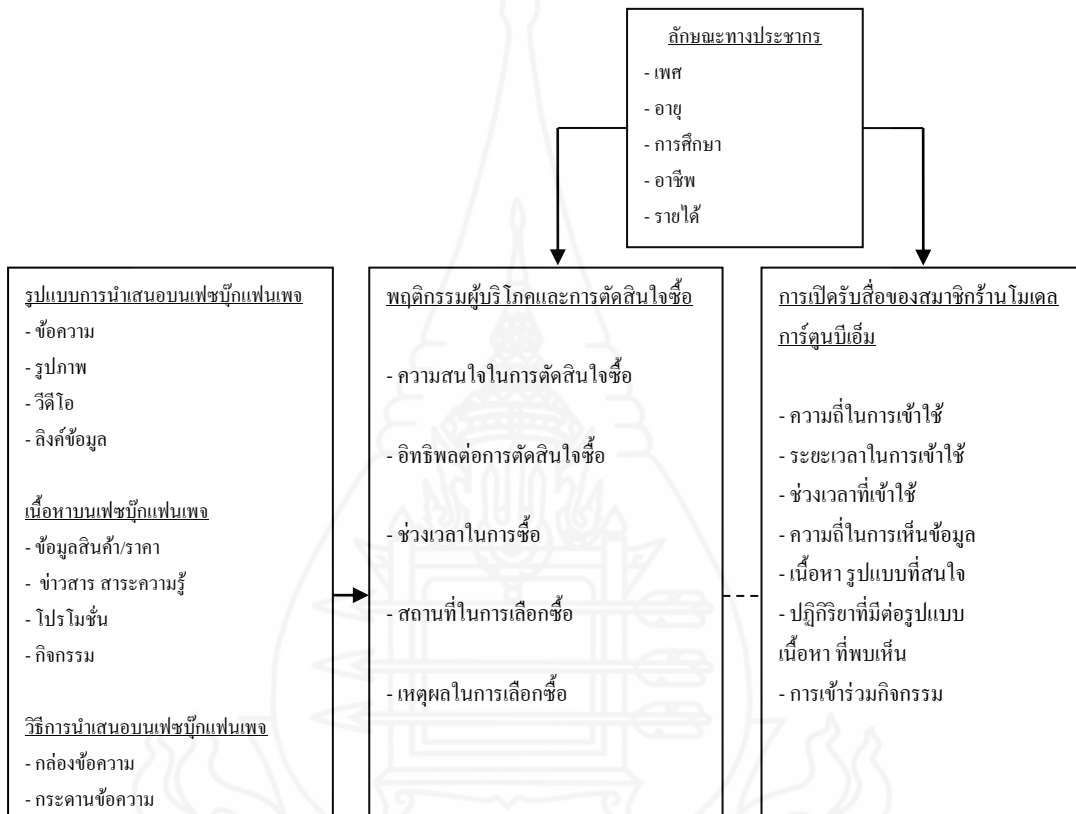 ลักษณะทางประชากร
- เพศ
- อายุ
- การศึกษา
- อาชีพ
- รายได้
รูปแบบการนำเสนอบนเฟซบุ๊กแฟนเพจ
- ข้อความ
- รูปภาพ
- วีดีโอ
- ลิงค์ข้อมูล
เนื้อหาบนเฟซบุ๊กแฟนเพจ
- ข้อมูลสินค้า/ราคา
- ข่าวสาร สาระความรู้
- โปรโมชั่น
- กิจกรรม
วิธีการนำเสนอบนเฟซบุ๊กแฟนเพจ
- กล่องข้อความ
- กระดานข้อความ
พฤติกรรมผู้บริโภคและการตัดสินใจซื้อ
- ความสนใจในการตัดสินใจซื้อ
- อิทธิพลต่อการตัดสินใจซื้อ
- ช่วงเวลาในการซื้อ
- สถานที่ในการเลือกซื้อ
- เหตุผลในการเลือกซื้อ
การเปิดรับสื่อของสมาชิกร้านโมเดล
การ์ตูนบีเอ็ม
- ความถี่ในการเข้าใช้
- ระยะเวลาในการเข้าใช้
- ช่วงเวลาที่เข้าใช้
- ความถี่ในการเห็นข้อมูล
- เนื้อหา รูปแบบที่สนใจ
- ปฏิกิริยาที่มีต่อรูปแบบ
เนื้อหา ที่พบเห็น
- การเข้าร่วมกิจกรรม